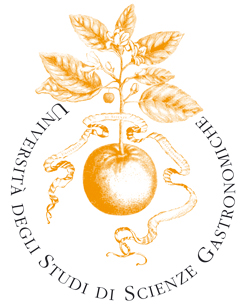 UNIVERSITÀ DEGLI STUDI DI SCIENZE GASTRONOMICHE